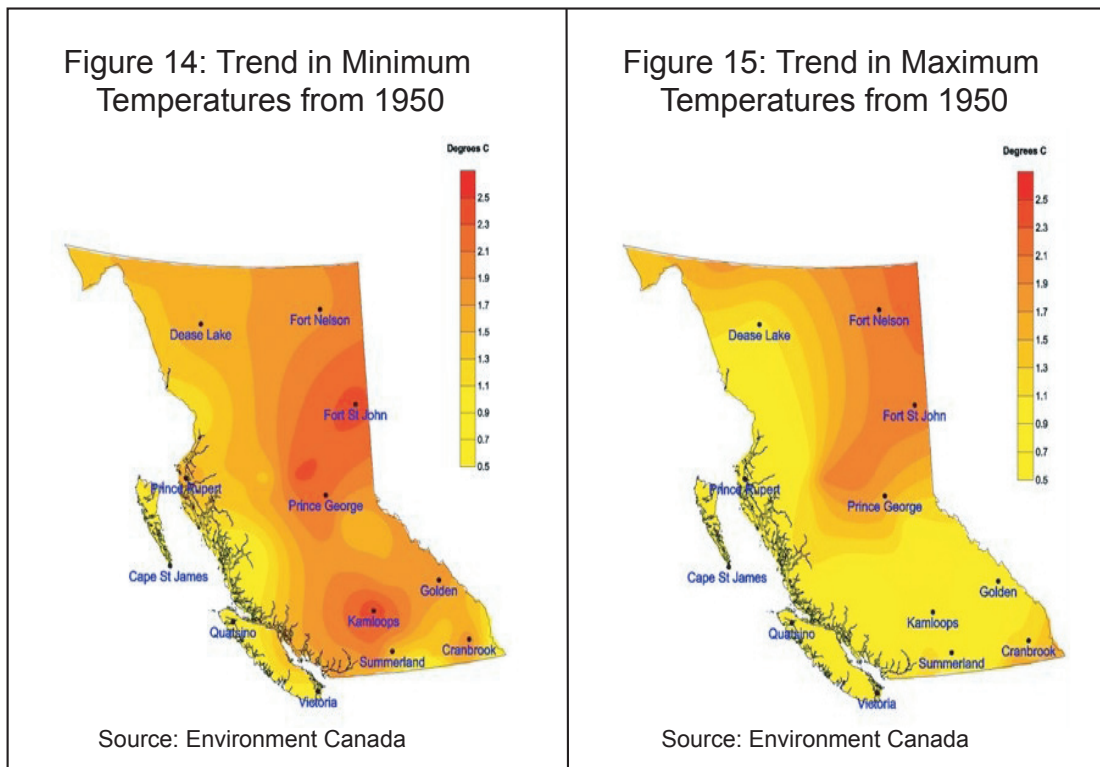 Figure 14: Trend in Minimum
Temperatures from 1950
Degrees C
2.5
2.3
2.1
1.9
1.7
1.5
1.3
1.1
0.9
0.7
0.5
Dease Lake
Fort Nelson
Fort St John
Prince Rupert
Prince George
Cape St James
Golden
Kamloops
Quatsino
Cranbrook
Summerland
Victoria
Source: Environment Canada
Figure 15: Trend in Maximum
Temperatures from 1950
Degrees C
2.5
2.3
2.1
1.9
1.7
1.5
1.3
1.1
0.9
0.7
0.5
Fort Nelson
Dease Lake
Fort St John
Prince Rupert
Prince George
Cape St James
Golden
Kamloops
Quatsino
Cranbrook
Summerland
Victoria
Source: Environment Canada